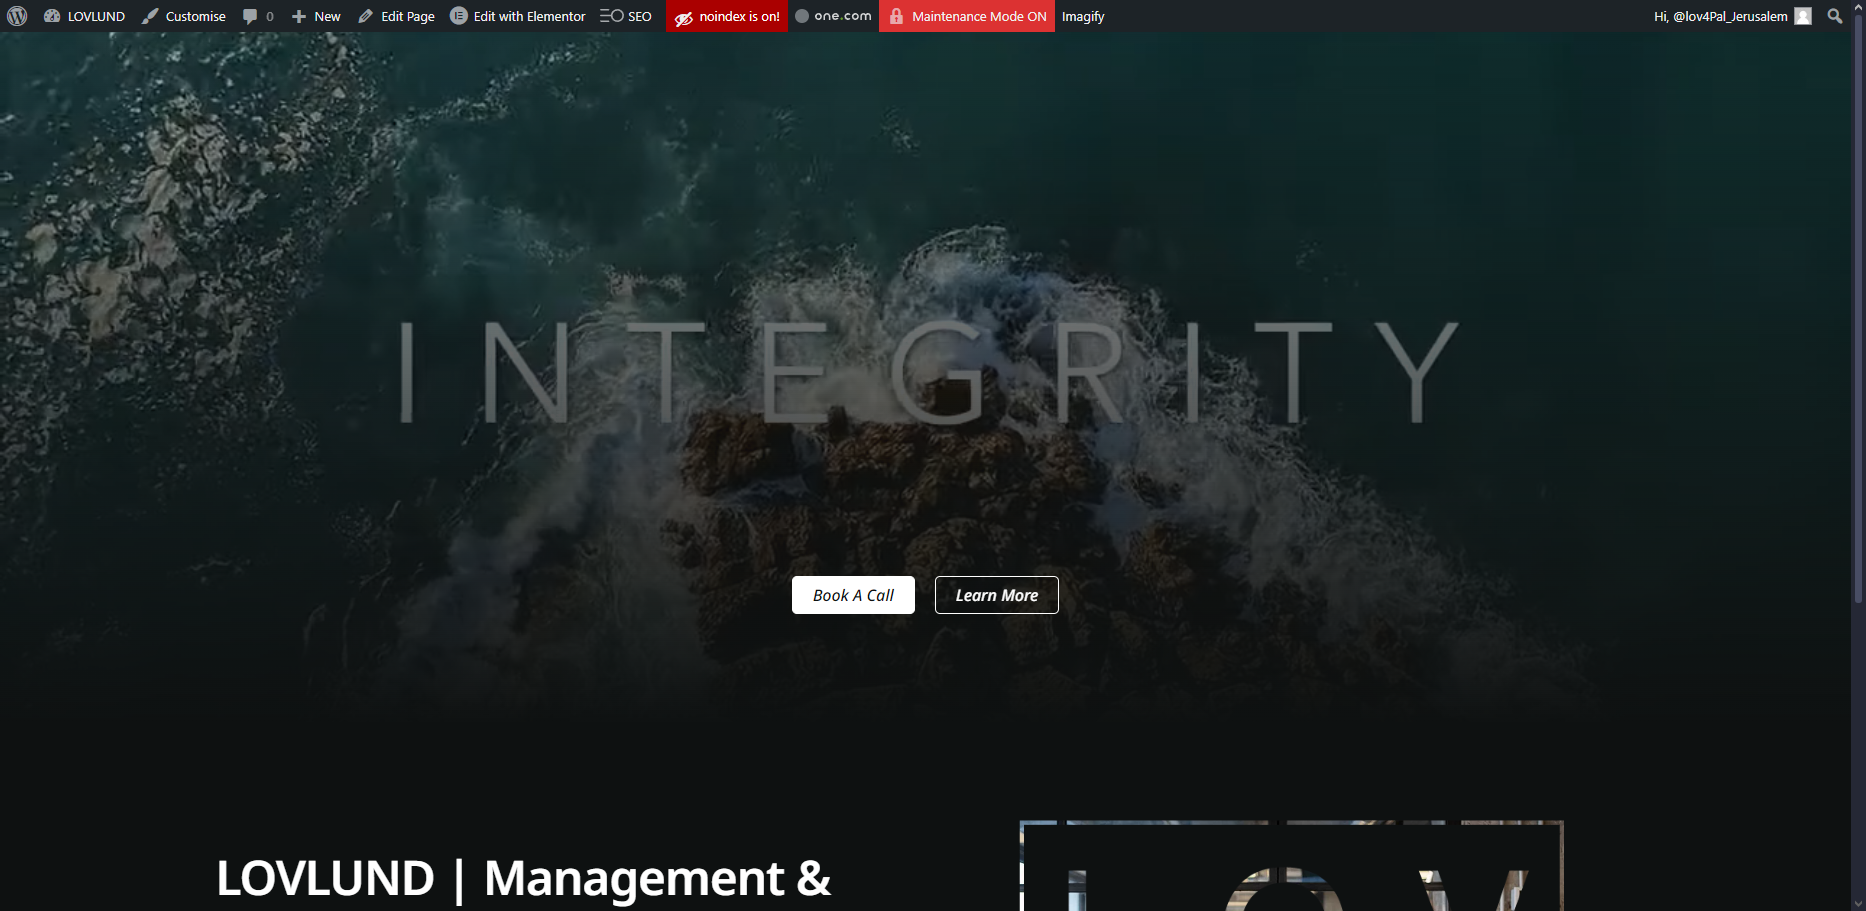 LOVLUND Customise 0 New Edit Page Edit with Elementor SEO noindex is on! one.com Maintenance Mode ON Imagify Hi, @lov4Pal_Jerusalem
INTEGRITY
Book A Call Learn More
LOVLUND | Management &
LOV